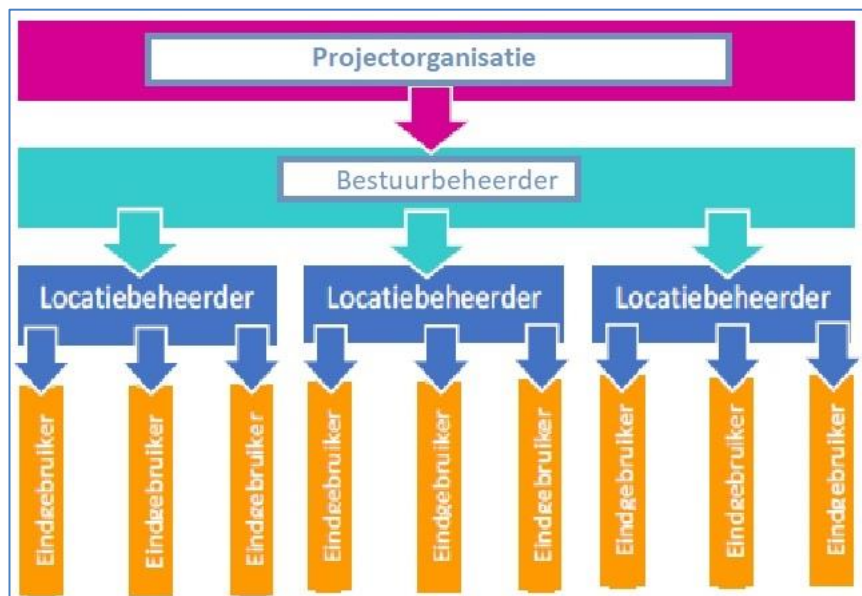 Projectorganisatie
Bestuurbeheerder
Locatiebeheerder
Locatiebeheerder
Locatiebeheerder
Eindgebruiker
Eindgebruiker
Eindgebruiker
Eindgebruiker
Eindgebruiker
Eindgebruiker
Eindgebruiker
Eindgebruiker
Eindgebruiker